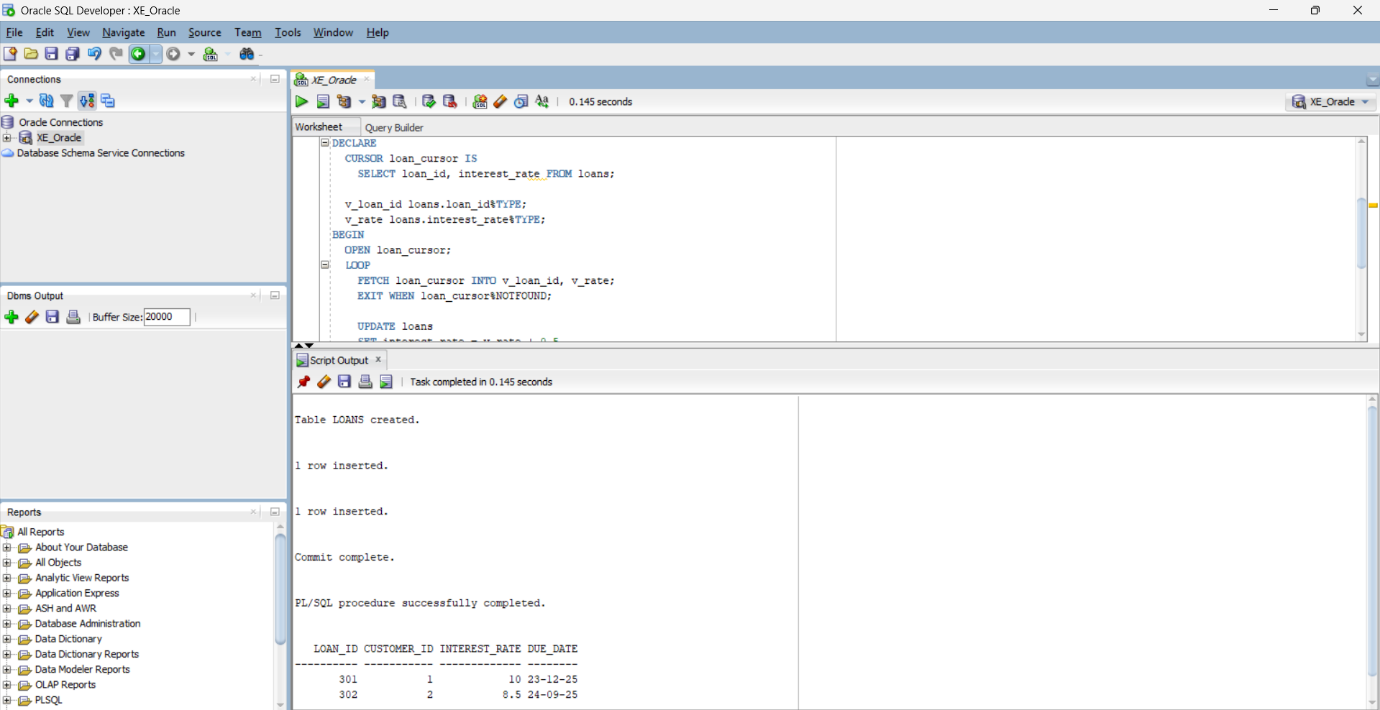 Oracle SQL Developer : XE_Oracle
File Edit View Navigate Run Source Team Tools Window Help
Connections
Oracle Connections
XE_Oracle
Database Schema Service Connections
Dbms Output
Buffer Size: 20000
Reports
All Reports
About Your Database
All Objects
Analytic View Reports
Application Express
ASH and AWR
Database Administration
Data Dictionary
Data Dictionary Reports
Data Modeler Reports
OLAP Reports
PLSQL
XE_Oracle
0.145 seconds
XE_Oracle
Worksheet Query Builder
DECLARE
CURSOR loan_cursor IS
SELECT loan_id, interest_rate FROM loans;
v_loan_id loans.loan_id%TYPE;
v_rate loans.interest_rate%TYPE;
BEGIN
OPEN loan_cursor;
LOOP
FETCH loan_cursor INTO v_loan_id, v_rate;
EXIT WHEN loan_cursor%NOTFOUND;
UPDATE loans
Script Output
Task completed in 0.145 seconds
Table LOANS created.
1 row inserted.
1 row inserted.
Commit complete.
PL/SQL procedure successfully completed.
LOAN_ID CUSTOMER_ID INTEREST_RATE DUE_DATE
---------- ----------- ------------- --------
301 1 10 23-12-25
302 2 8.5 24-09-25